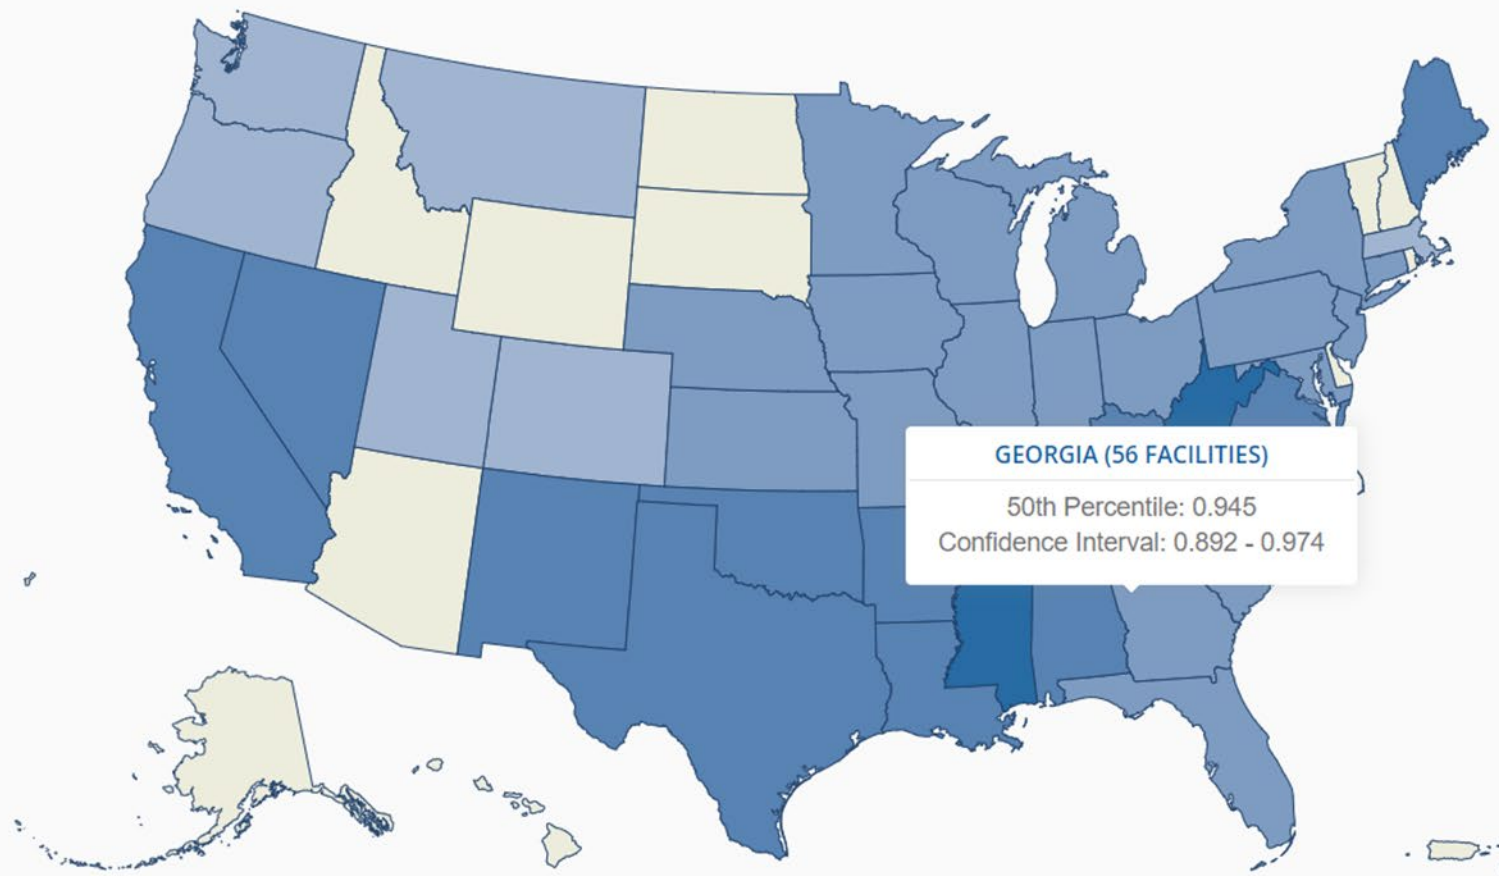 GEORGIA (56 FACILITIES)
50th Percentile: 0.945
Confidence Interval: 0.892 - 0.974